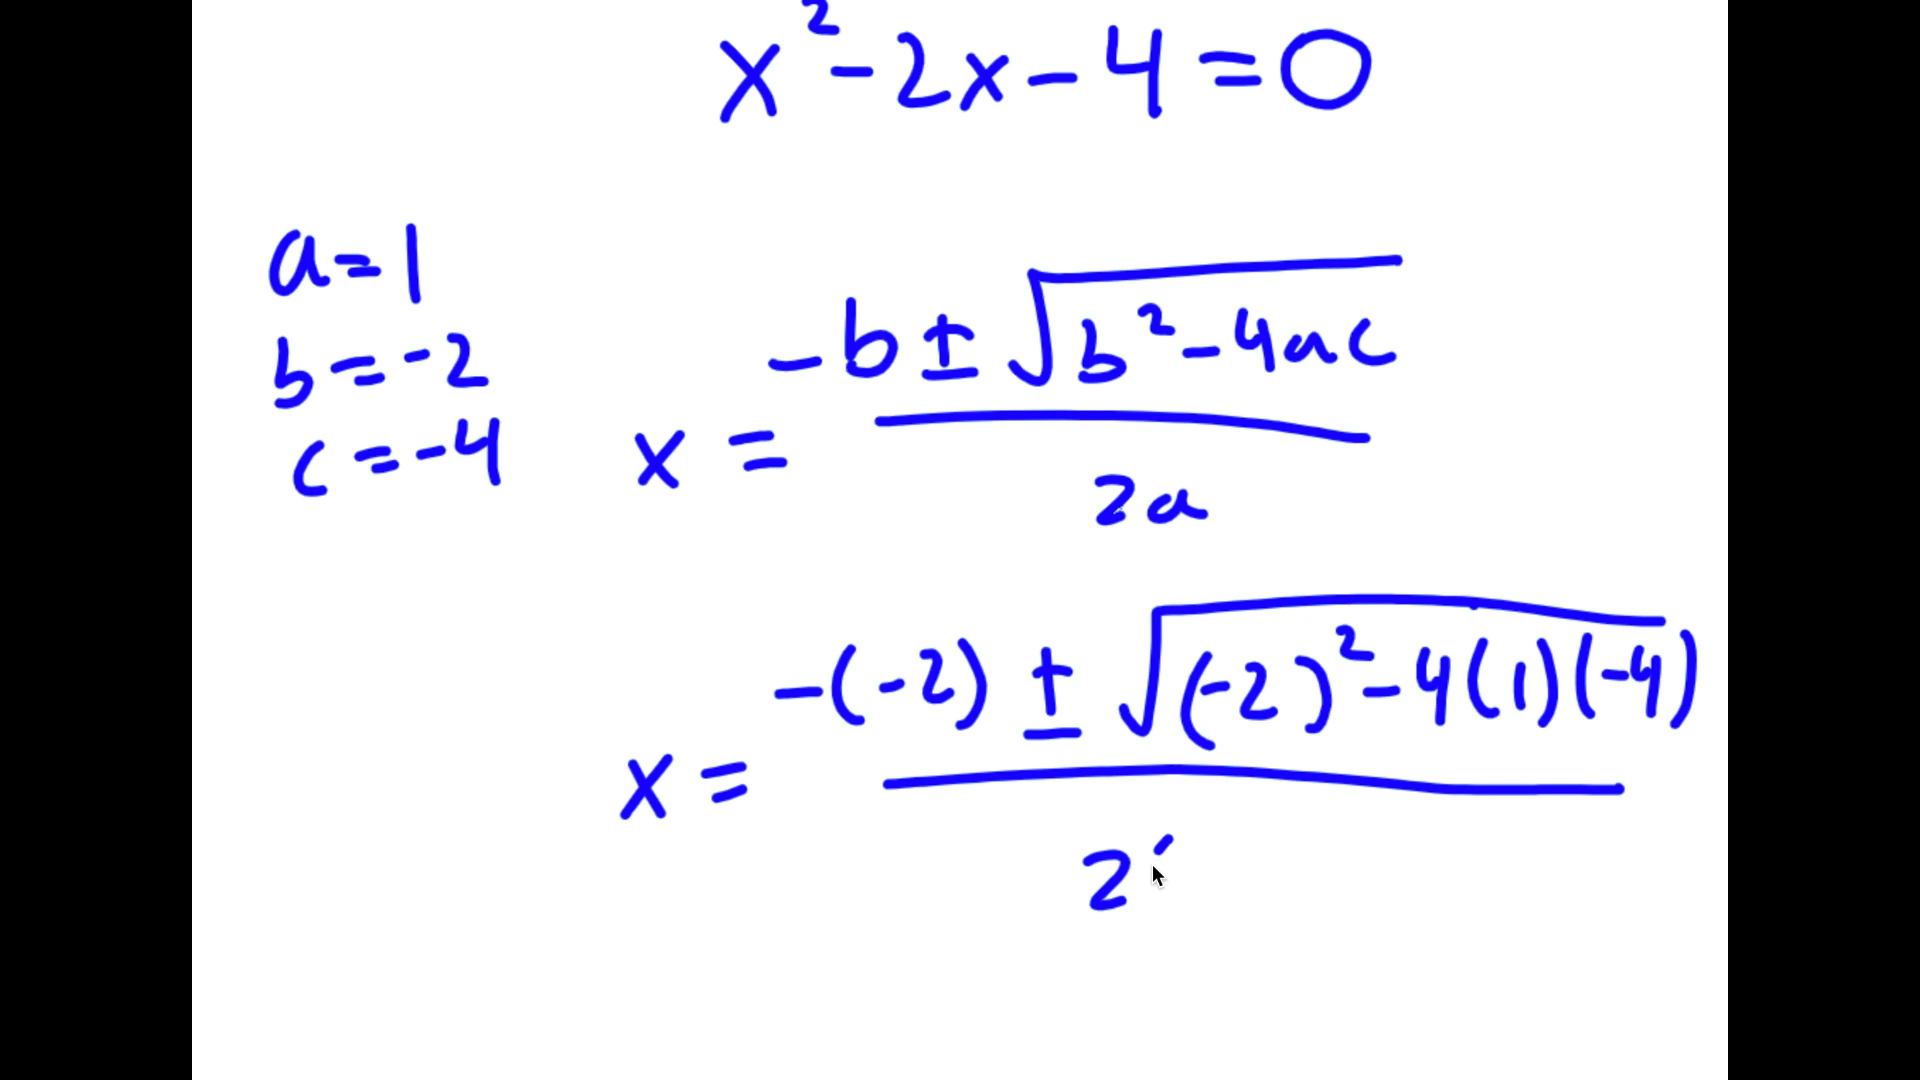 x² - 2x - 4 = 0
a = 1
b = -2
c = -4
x = (-b ± √(b² - 4ac)) / 2a
x = (-(-2) ± √((-2)² - 4(1)(-4))) / 2